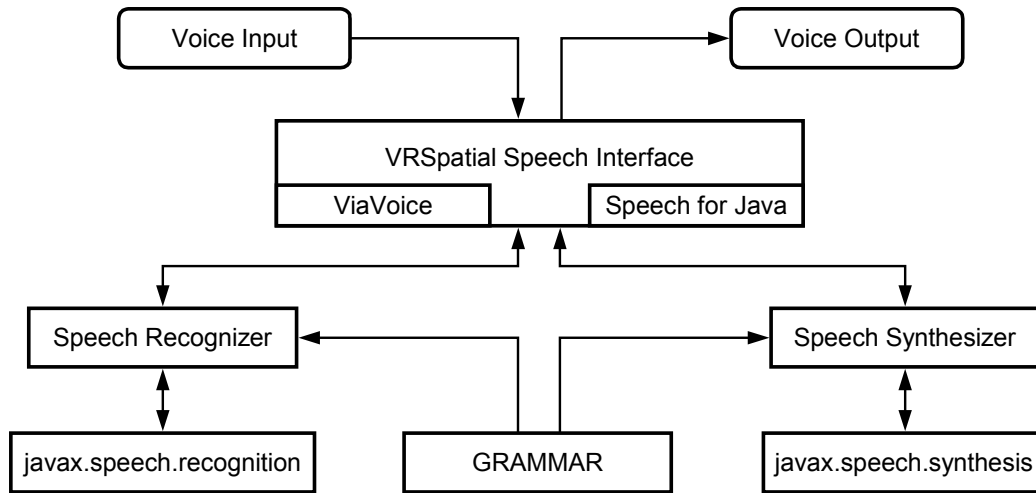 Voice Input
Voice Output
VRSpatial Speech Interface
ViaVoice
Speech for Java
Speech Recognizer
Speech Synthesizer
javax.speech.recognition
GRAMMAR
javax.speech.synthesis